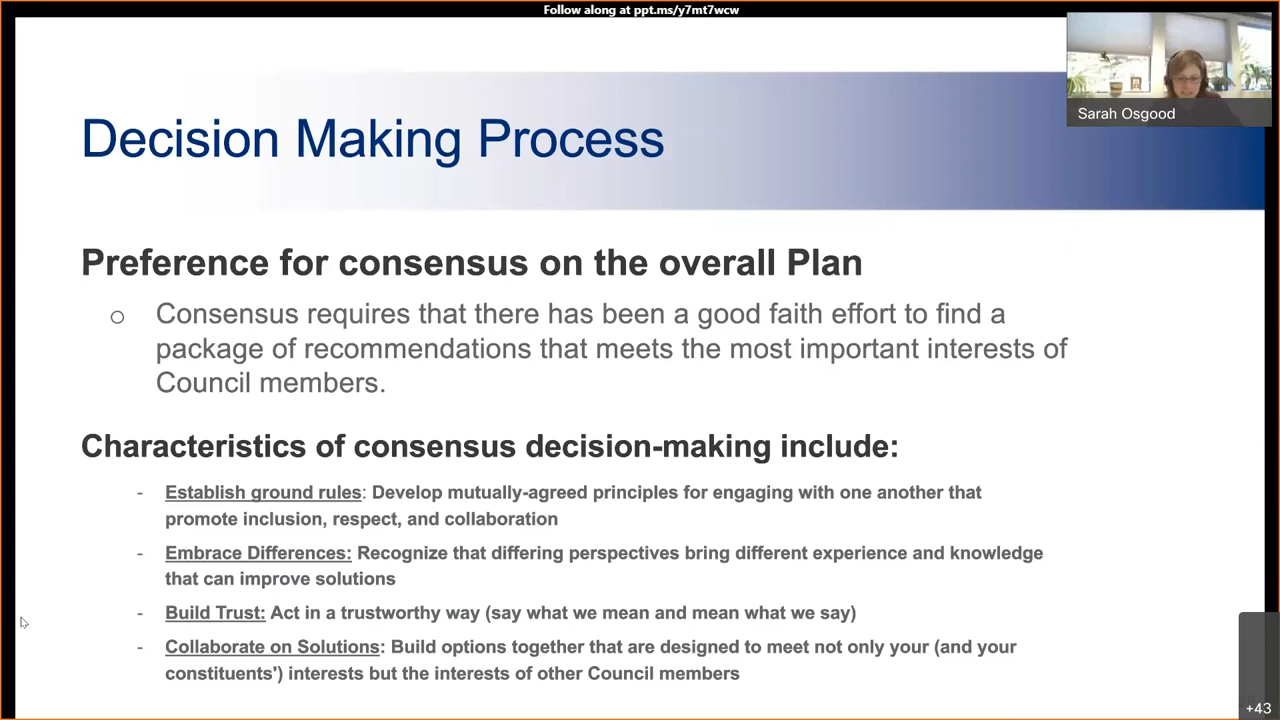 Follow along at ppt.ms/y7mt7wcw
Sarah Osgood
Decision Making Process
Preference for consensus on the overall Plan
o Consensus requires that there has been a good faith effort to find a
package of recommendations that meets the most important interests of
Council members.
Characteristics of consensus decision-making include:
- Establish ground rules: Develop mutually-agreed principles for engaging with one another that
promote inclusion, respect, and collaboration
- Embrace Differences: Recognize that differing perspectives bring different experience and knowledge
that can improve solutions
- Build Trust: Act in a trustworthy way (say what we mean and mean what we say)
- Collaborate on Solutions: Build options together that are designed to meet not only your (and your
constituents') interests but the interests of other Council members
+43